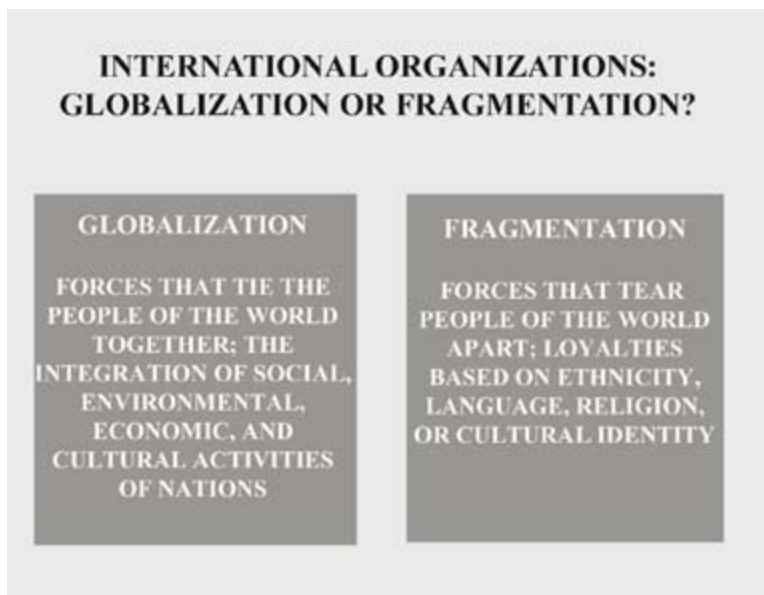 INTERNATIONAL ORGANIZATIONS:
GLOBALIZATION OR FRAGMENTATION?
GLOBALIZATION
FORCES THAT TIE THE
PEOPLE OF THE WORLD
TOGETHER; THE
INTEGRATION OF SOCIAL,
ENVIRONMENTAL,
ECONOMIC, AND
CULTURAL ACTIVITIES
OF NATIONS
FRAGMENTATION
FORCES THAT TEAR
PEOPLE OF THE WORLD
APART; LOYALTIES
BASED ON ETHNICITY,
LANGUAGE, RELIGION,
OR CULTURAL IDENTITY